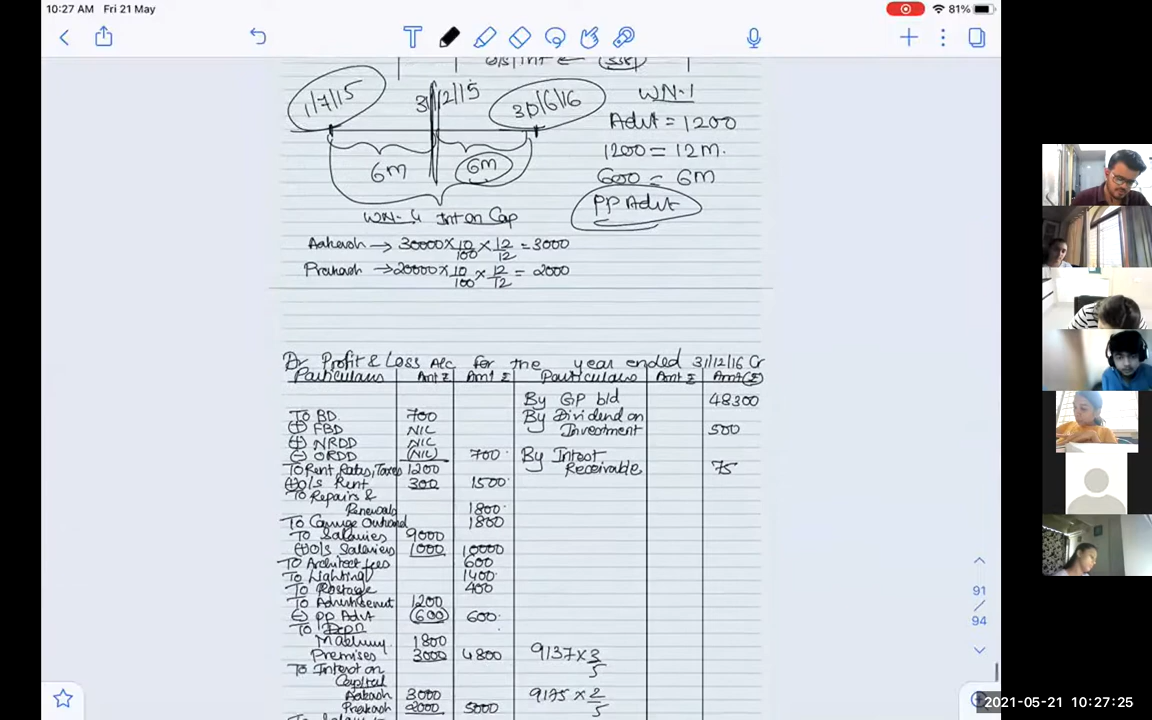 10:27 AM Fri 21 May
81%
1/7/15
31/12/15
30/6/16
6m
6m
WN-1
Advt = 1200
1200 = 12M.
600 = 6M
PP Advt
WN-4 Int on Cap
Aakash → 30000 × 10/100 × 12/12 = 3000
Prakash → 20000 × 10/100 × 12/12 = 2000
Dr Profit & Loss A/c for the year ended 31/12/16 Cr
Particulars Amt ₹ Amt ₹ Particulars Amt ₹ Amt (₹)
By GP b/d 48300
To BD 700 By Dividend on
(+) FBD NIL Investment 500
(+) NRDD NIL
(-) ORDD (NIL) 700 By Intest
To Rent Rates, Taxes 1200 Receivable 75
(+) o/s Rent 300 1500
To Repairs &
Renewals 1800
To Carriage Outward 1800
To Salaries 9000
(+) o/s Salaries 1000 10000
To Architect fees 600
To Lighting 1400
To Postage 400
To Advertisement 1200
(-) PP Advt (600) 600
To Depn
Machinery 1800
Premises 3000 4800 9137 × 3/5
To Interest on
Capital
Aakash 3000 9175 × 2/5
Prakash 2000 5000
91
/
94
2021-05-21 10:27:25